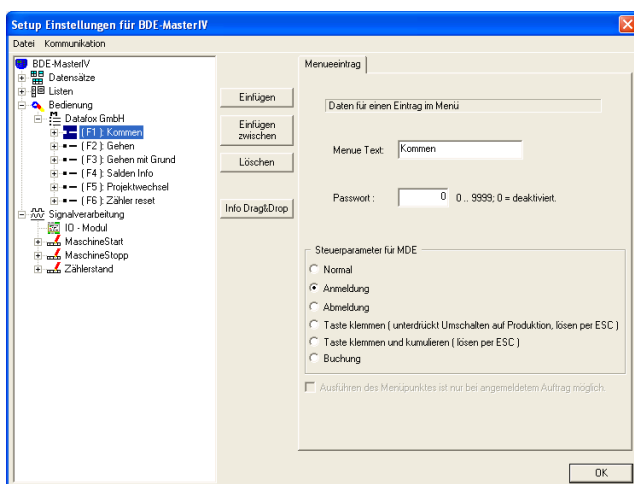 Setup Einstellungen für BDE-MasterIV
Datei Kommunikation
BDE-MasterIV
Datensätze
Listen
Bedienung
Datafox GmbH
( F1 ): Kommen
( F2 ): Gehen
( F3 ): Gehen mit Grund
( F4 ): Salden Info
( F5 ): Projektwechsel
( F6 ): Zähler reset
Signalverarbeitung
IO - Modul
MaschineStart
MaschineStopp
Zählerstand
Einfügen
Einfügen
zwischen
Löschen
Info Drag&Drop
Menueeintrag
Daten für einen Eintrag im Menü
Menue Text: Kommen
Passwort : 0 0 .. 9999; 0 = deaktiviert.
Steuerparameter für MDE
Normal
Anmeldung
Abmeldung
Taste klemmen ( unterdrückt Umschalten auf Produktion, lösen per ESC )
Taste klemmen und kumulieren ( lösen per ESC )
Buchung
Ausführen des Menüpunktes ist nur bei angemeldetem Auftrag möglich.
OK